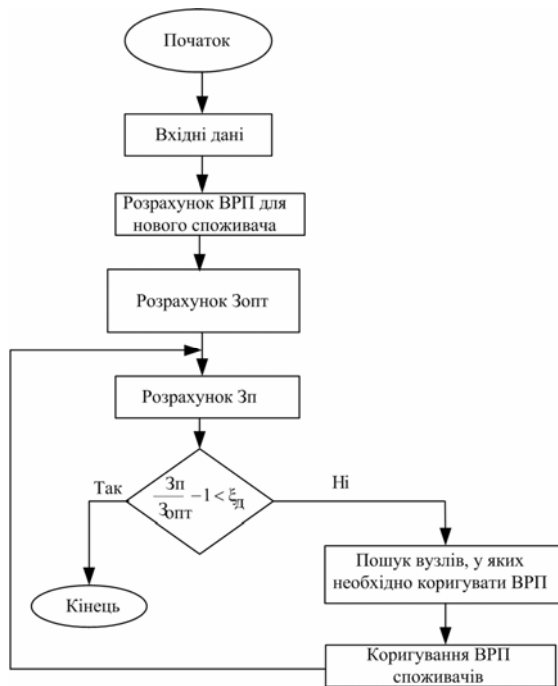 Початок
Вхідні дані
Розрахунок ВРП для
нового споживача
Розрахунок Зопт
Розрахунок Зп
Так
Зп
Зопт
−1 < ξд
Ні
Кінець
Пошук вузлів, у яких
необхідно коригувати ВРП
Коригування ВРП
споживачів